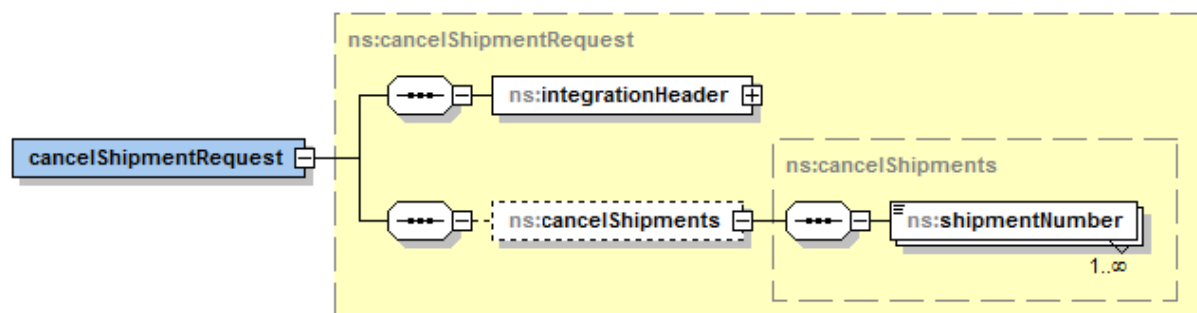 ns:cancelShipmentRequest
ns:integrationHeader
cancelShipmentRequest
ns:cancelShipments
ns:cancelShipments
ns:shipmentNumber
1..∞